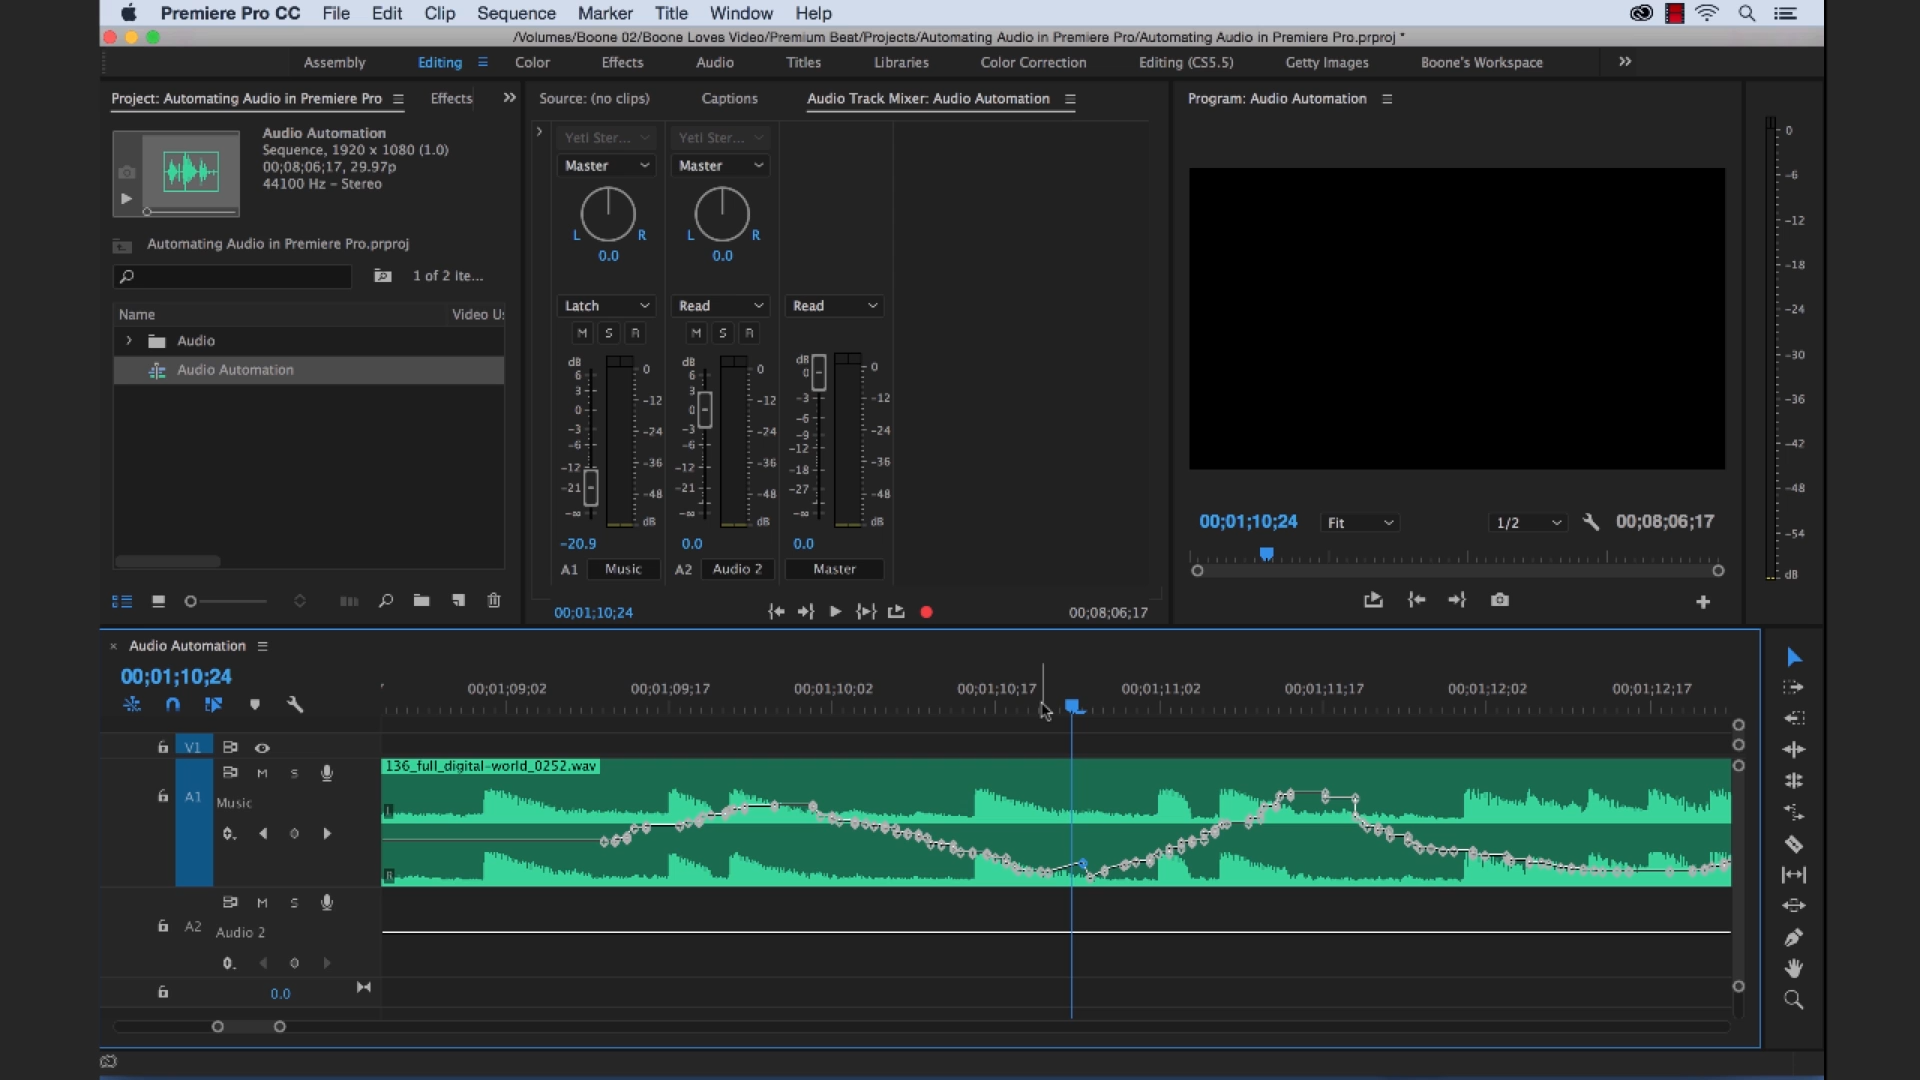 Premiere Pro CC File Edit Clip Sequence Marker Title Window Help
/Volumes/Boone 02/Boone Loves Video/Premium Beat/Projects/Automating Audio in Premiere Pro/Automating Audio in Premiere Pro.prproj *
Assembly Editing Color Effects Audio Titles Libraries Color Correction Editing (CS5.5) Getty Images Boone's Workspace
Project: Automating Audio in Premiere Pro Effects
Audio Automation
Sequence, 1920 x 1080 (1.0)
00;08;06;17, 29.97p
44100 Hz - Stereo
Automating Audio in Premiere Pro.prproj
1 of 2 Ite...
Name Video Us
Audio
Audio Automation
Source: (no clips) Captions Audio Track Mixer: Audio Automation
Yeti Ster... Yeti Ster...
Master Master
L R L R
0.0 0.0
Latch Read Read
M S R M S R
dB 6 3 0 -3 -6 -12 -21 -∞
0 -12 -24 -36 -48 dB
dB 6 3 0 -3 -6 -12 -21 -∞
0 -12 -24 -36 -48 dB
dB 0 -3 -6 -9 -12 -18 -27 -∞
0 -12 -24 -36 -48 dB
-20.9 0.0 0.0
A1 Music A2 Audio 2 Master
00;01;10;24 00;08;06;17
Program: Audio Automation
00;01;10;24 Fit 1/2 00;08;06;17
0
-6
-12
-18
-24
-30
-36
-42
-48
-54
dB
Audio Automation
00;01;10;24
00;01;09;02 00;01;09;17 00;01;10;02 00;01;10;17 00;01;11;02 00;01;11;17 00;01;12;02 00;01;12;17
V1
136_full_digital-world_0252.wav
M S
A1 Music
L
R
M S
A2 Audio 2
0.0